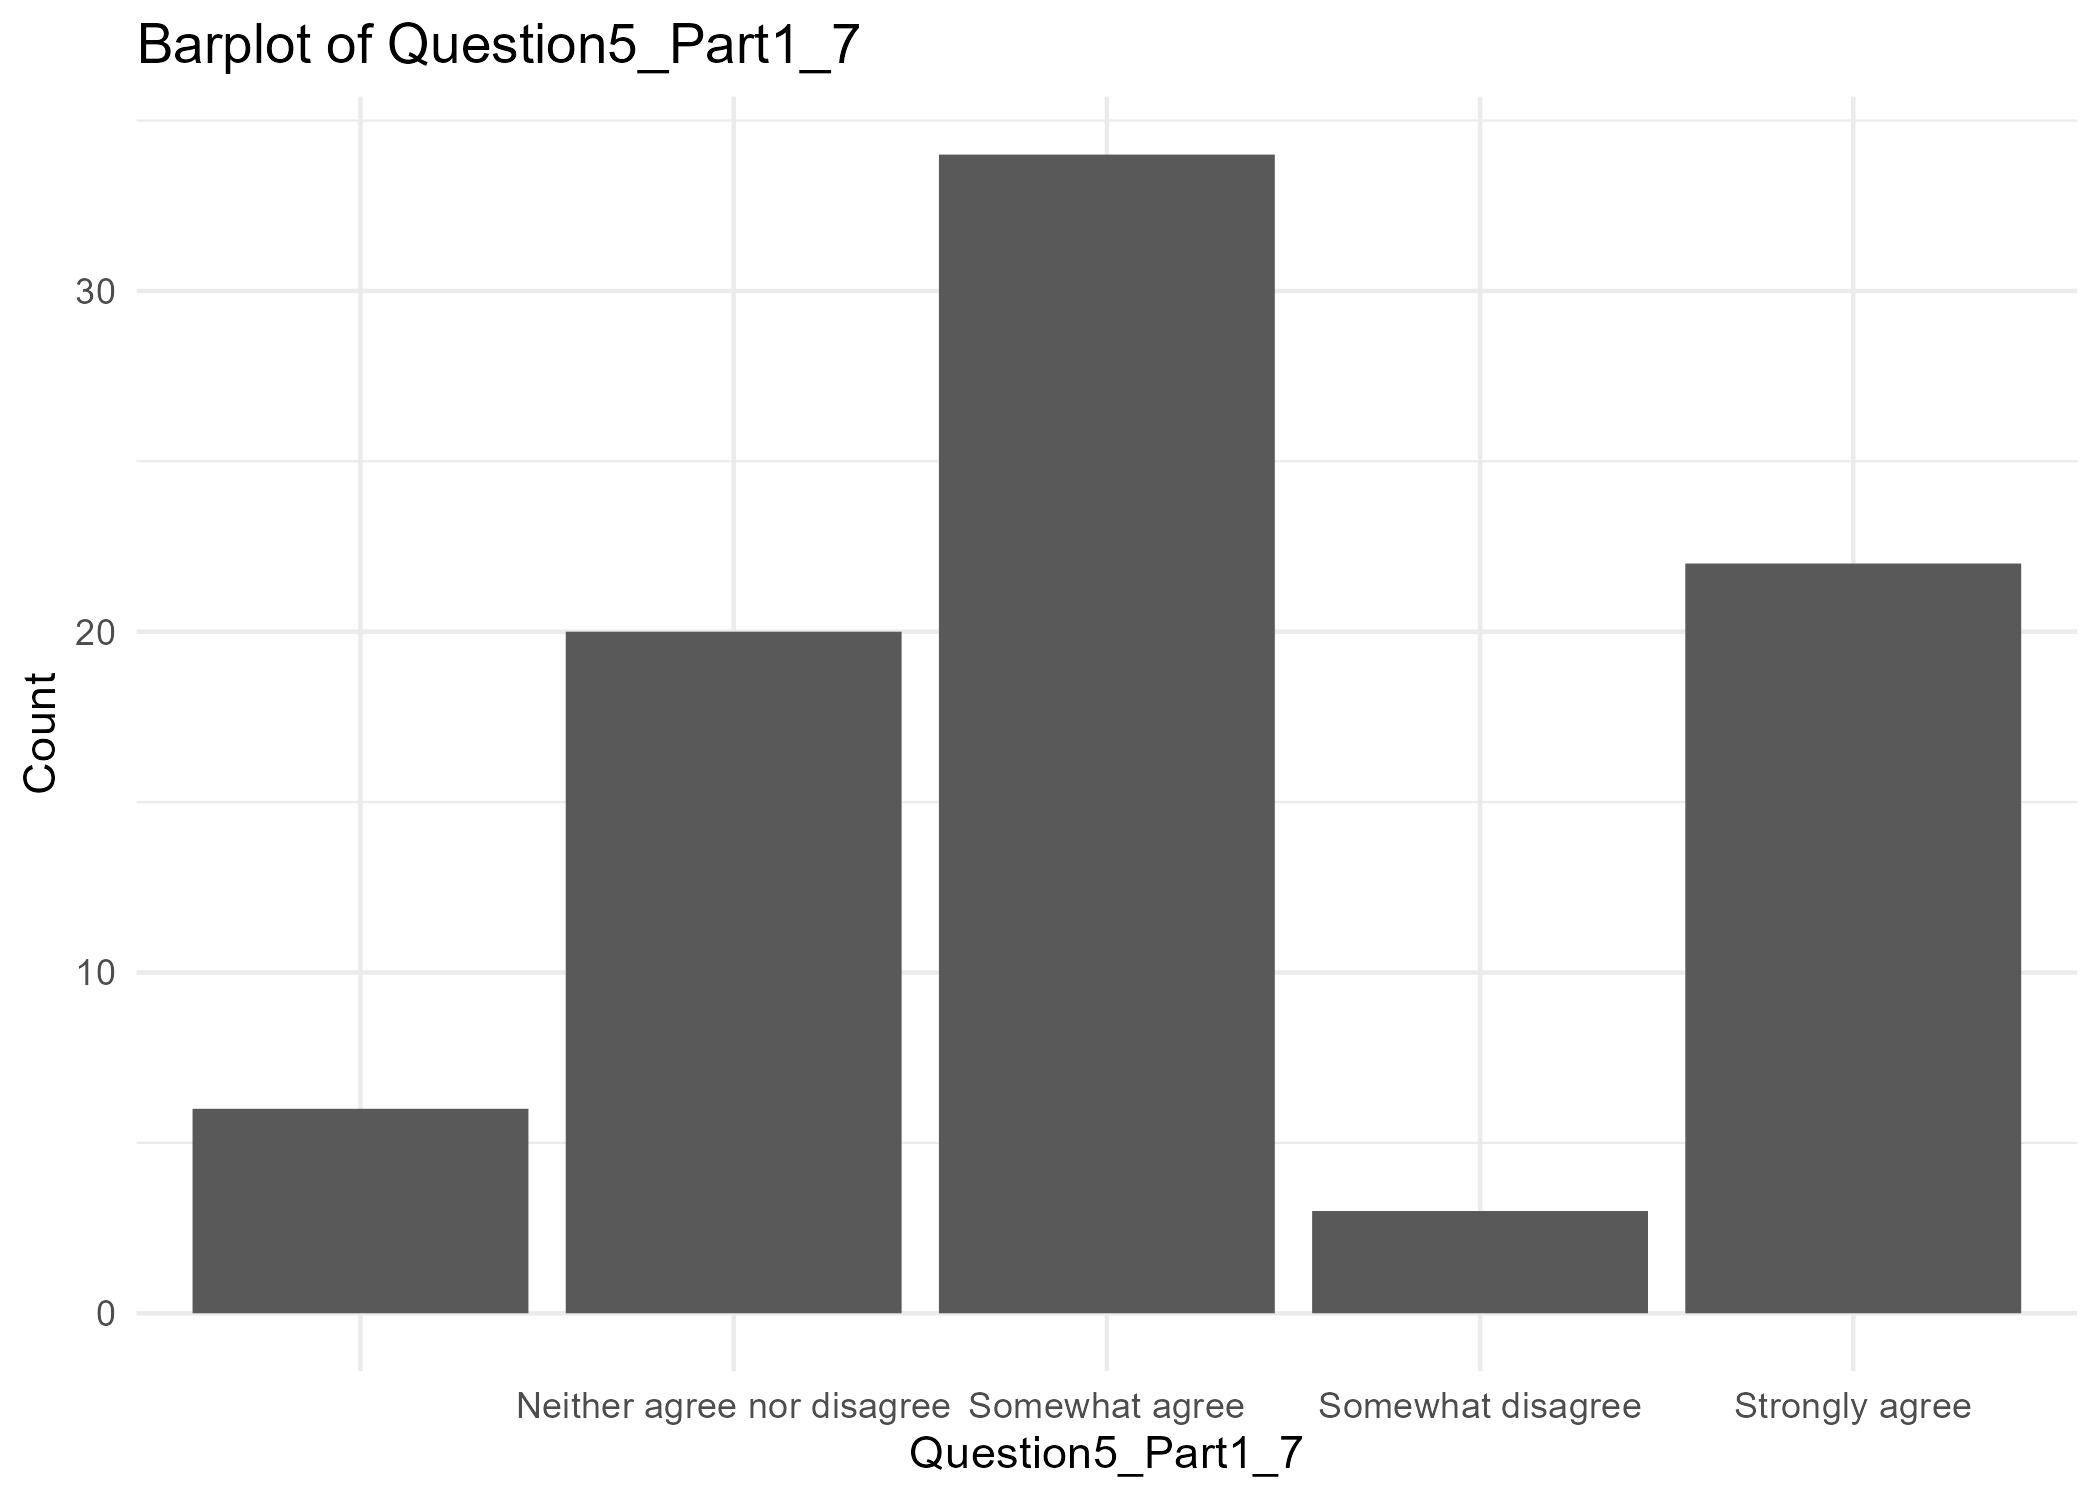 Barplot of Question5_Part1_7
30
20
10
0
Count
Neither agree nor disagree Somewhat agree Somewhat disagree Strongly agree
Question5_Part1_7